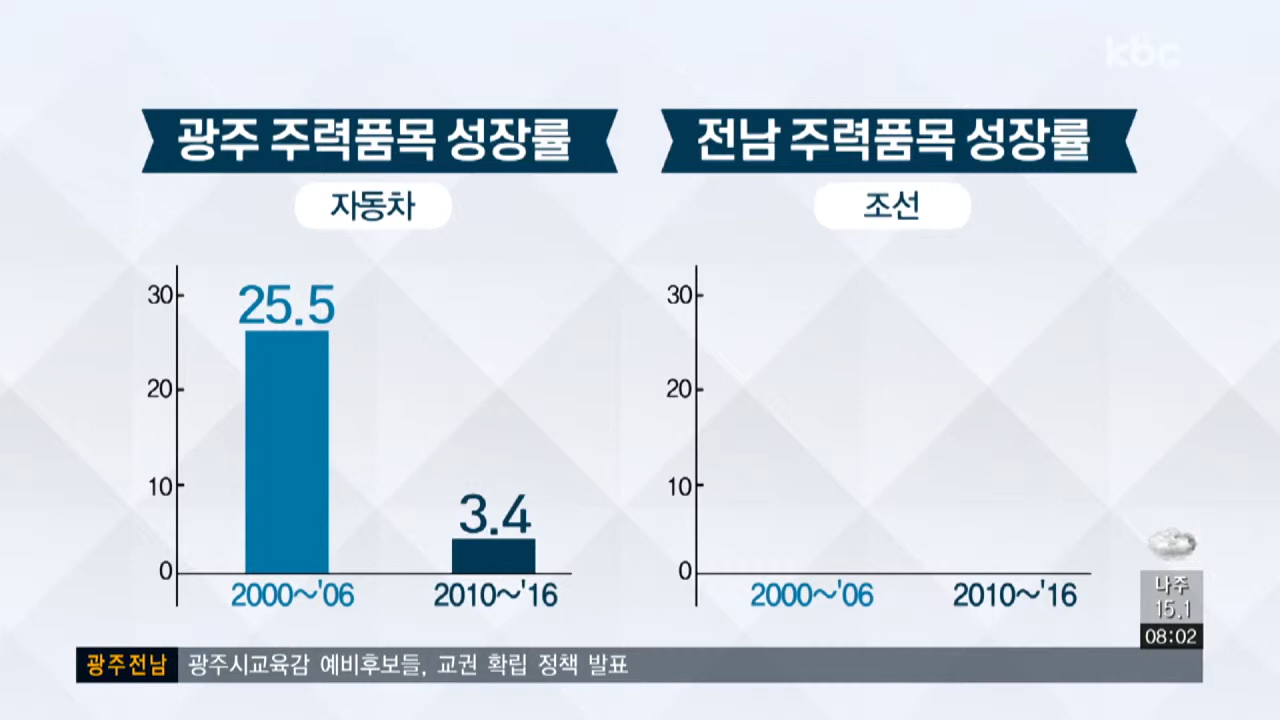 kbc
광주 주력품목 성장률
자동차
30
20
10
0
25.5
3.4
2000~'06
2010~'16
전남 주력품목 성장률
조선
30
20
10
0
2000~'06
2010~'16
나주
15.1
08:02
광주전남 광주시교육감 예비후보들, 교권 확립 정책 발표